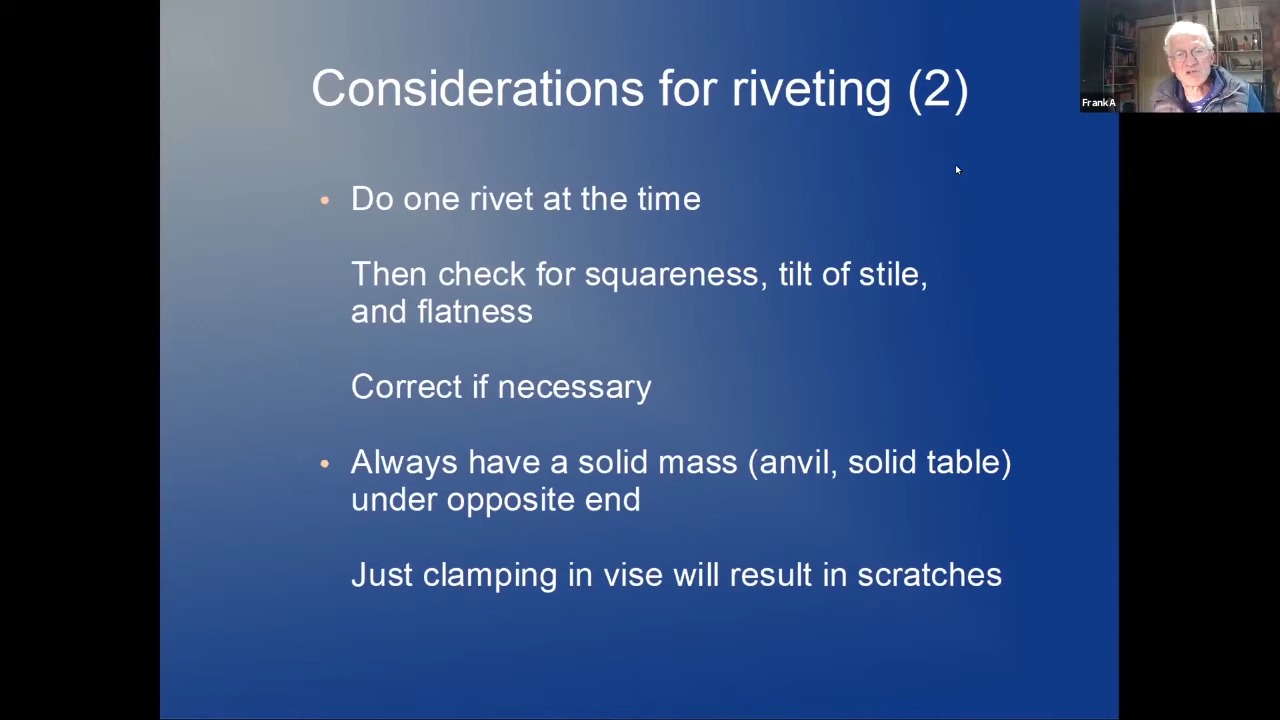 Considerations for riveting (2)
FrankA
• Do one rivet at the time
Then check for squareness, tilt of stile,
and flatness
Correct if necessary
• Always have a solid mass (anvil, solid table)
under opposite end
Just clamping in vise will result in scratches